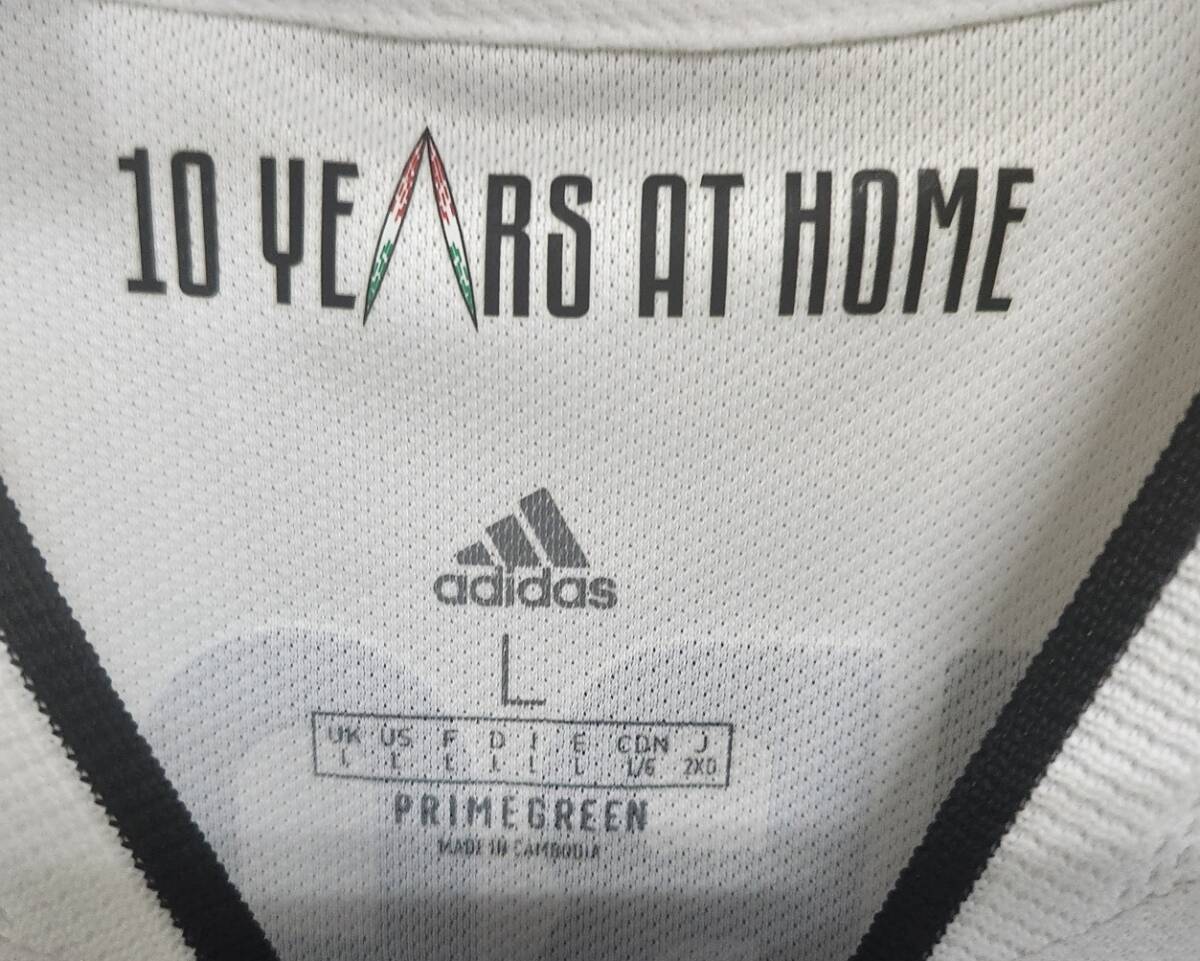 10 YEARS AT HOME
adidas
L
UK US F D I E CDN J
L L L L L L L/G 2XO
PRIMEGREEN
MADE IN CAMBODIA